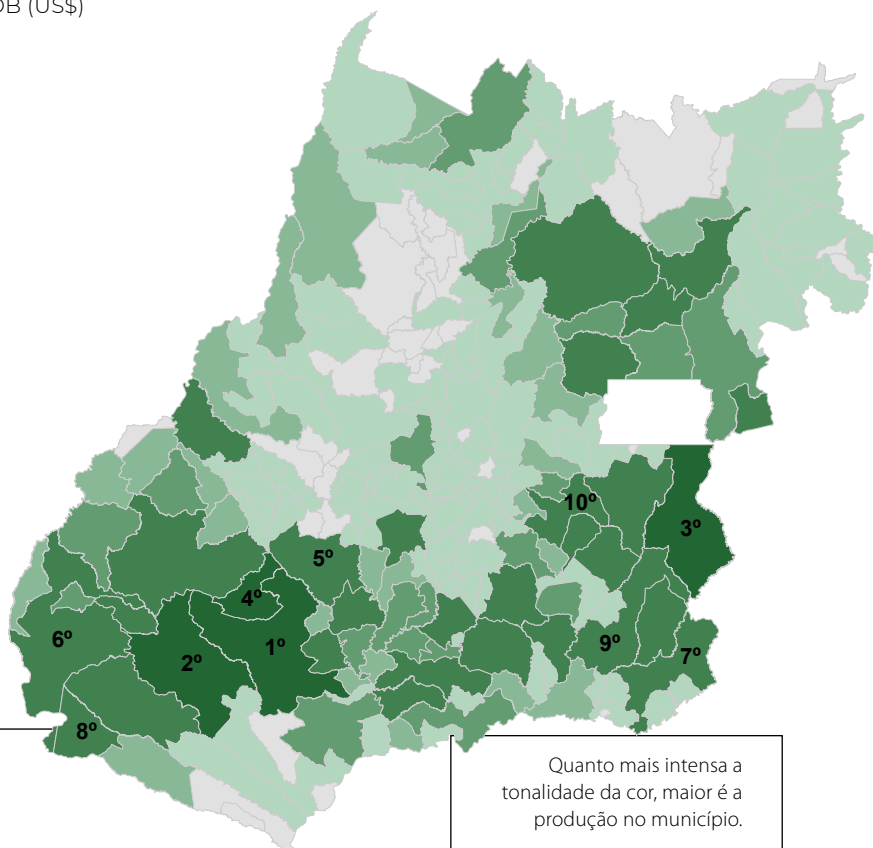 (US$)
10º
3º
5º
4º
6º
1º
9º
2º
7º
8º
Quanto mais intensa a
tonalidade da cor, maior é a
produção no município.